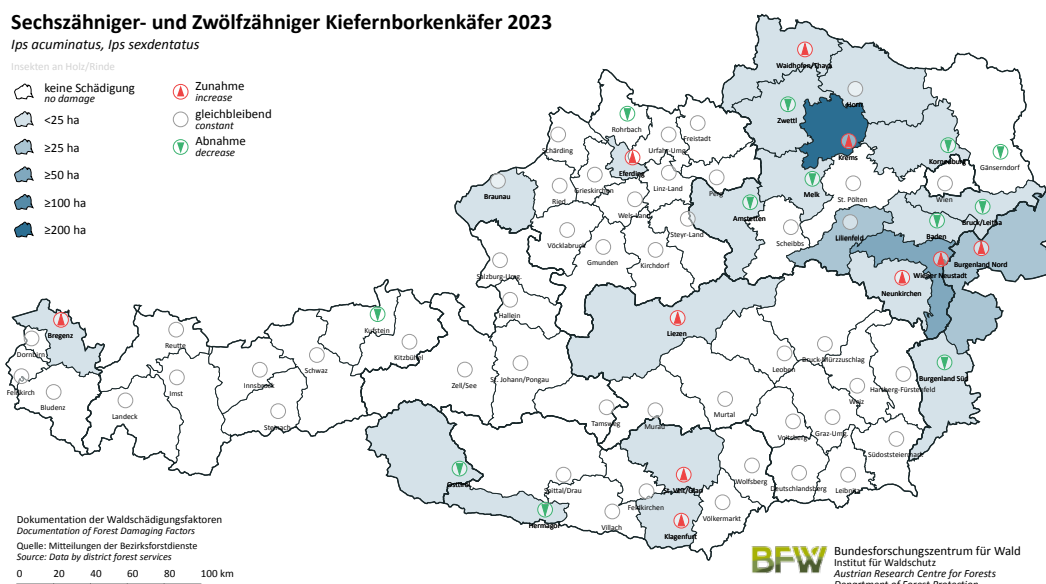 Sechszähniger- und Zwölfzähniger Kiefernborkenkäfer 2023
Ips acuminatus, Ips sexdentatus
Insekten an Holz/Rinde
keine Schädigung
no damage
<25 ha
≥25 ha
≥50 ha
≥100 ha
≥200 ha
Zunahme
increase
gleichbleibend
constant
Abnahme
decrease
Waidhofen/Thaya
Horn
Zwettl
Krems
Korneuburg
Gänserndorf
Rohrbach
Freistadt
Schärding
Urfahr-Umg.
Eferding
Grieskirchen
Linz-Land
Perg
Melk
St. Pölten
Wien
Braunau
Ried
Wels-Land
Amstetten
Bruck/Leitha
Steyr-Land
Scheibbs
Lilienfeld
Baden
Vöcklabruck
Gmunden
Kirchdorf
Wiener Neustadt
Burgenland Nord
Salzburg-Umg.
Neunkirchen
Hallein
Liezen
Bregenz
Kufstein
Dornbirn
Reutte
Kitzbühel
Bruck-Mürzzuschlag
Leoben
Schwaz
Zell/See
St. Johann/Pongau
Burgenland Süd
Feldkirch
Innsbruck
Imst
Hartberg-Fürstenfeld
Weiz
Bludenz
Landeck
Steinach
Tamsweg
Murau
Murtal
Voitsberg
Graz-Umg.
Südoststeiermark
Osttirol
Spittal/Drau
St. Veit/Glan
Wolfsberg
Deutschlandsberg
Leibnitz
Hermagor
Villach
Feldkirchen
Klagenfurt
Völkermarkt
Dokumentation der Waldschädigungsfaktoren
Documentation of Forest Damaging Factors
Quelle: Mitteilungen der Bezirksforstdienste
Source: Data by district forest services
0 20 40 60 80 100 km
BFW
Bundesforschungszentrum für Wald
Institut für Waldschutz
Austrian Research Centre for Forests
Department of Forest Protection